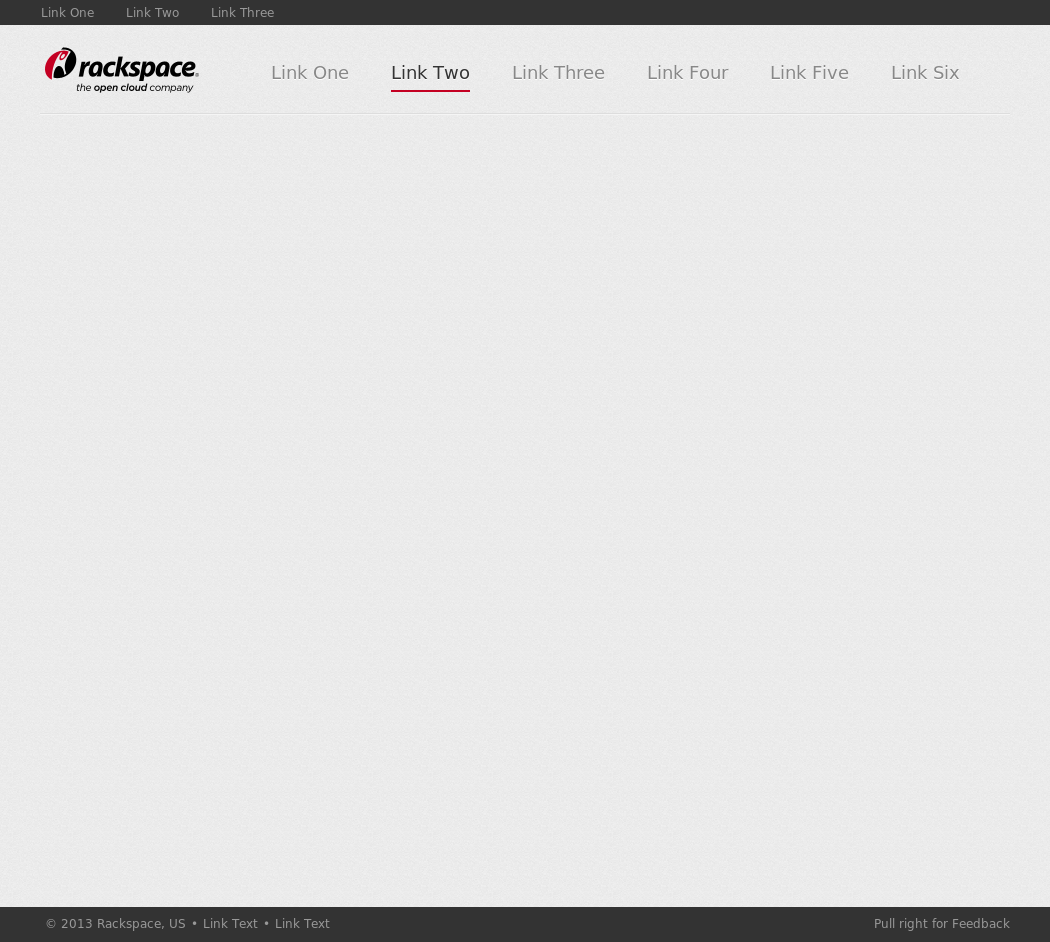 Link One Link Two Link Three
rackspace®
the open cloud company
Link One Link Two Link Three Link Four Link Five Link Six
© 2013 Rackspace, US • Link Text • Link Text
Pull right for Feedback